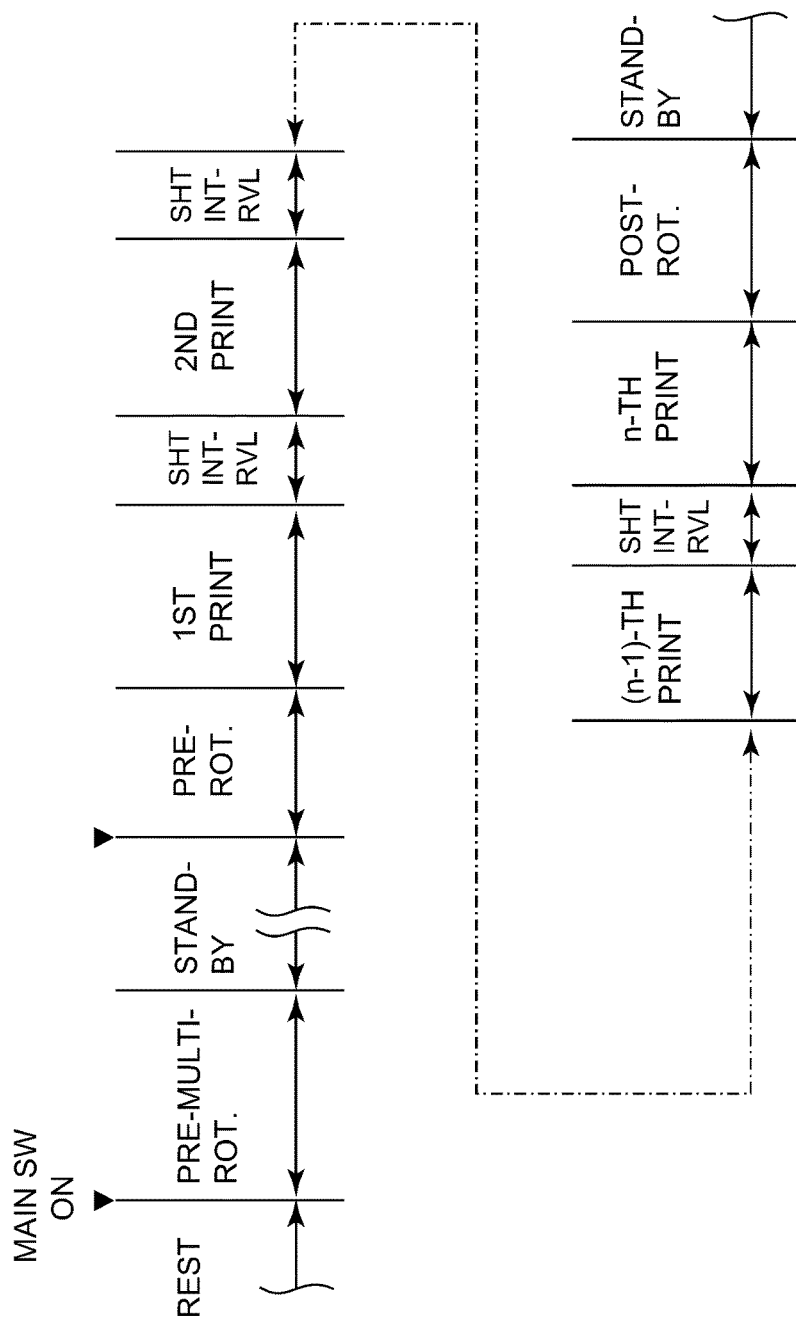 MAIN SW
ON
REST
PRE-MULTI-
ROT.
STAND-
BY
PRE-
ROT.
1ST
PRINT
SHT
INT-
RVL
2ND
PRINT
SHT
INT-
RVL
(n-1)-TH
PRINT
SHT
INT-
RVL
n-TH
PRINT
POST-
ROT.
STAND-
BY